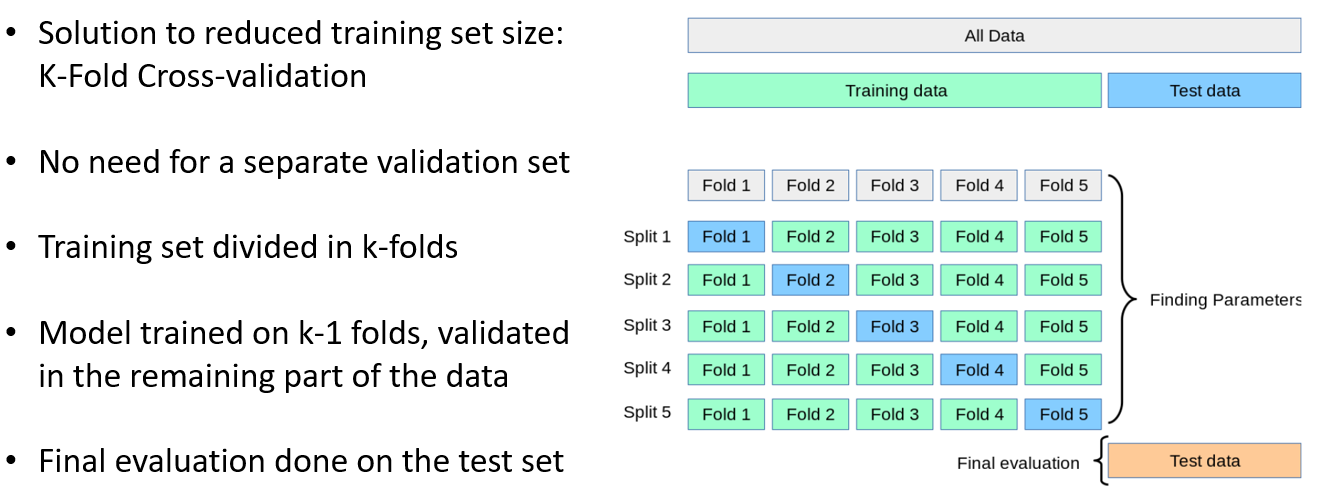 • Solution to reduced training set size:
K-Fold Cross-validation
• No need for a separate validation set
• Training set divided in k-folds
• Model trained on k-1 folds, validated
in the remaining part of the data
• Final evaluation done on the test set
All Data
Training data Test data
Fold 1 Fold 2 Fold 3 Fold 4 Fold 5
Split 1 Fold 1 Fold 2 Fold 3 Fold 4 Fold 5
Split 2 Fold 1 Fold 2 Fold 3 Fold 4 Fold 5
Split 3 Fold 1 Fold 2 Fold 3 Fold 4 Fold 5
Split 4 Fold 1 Fold 2 Fold 3 Fold 4 Fold 5
Split 5 Fold 1 Fold 2 Fold 3 Fold 4 Fold 5
Finding Parameters
Final evaluation Test data